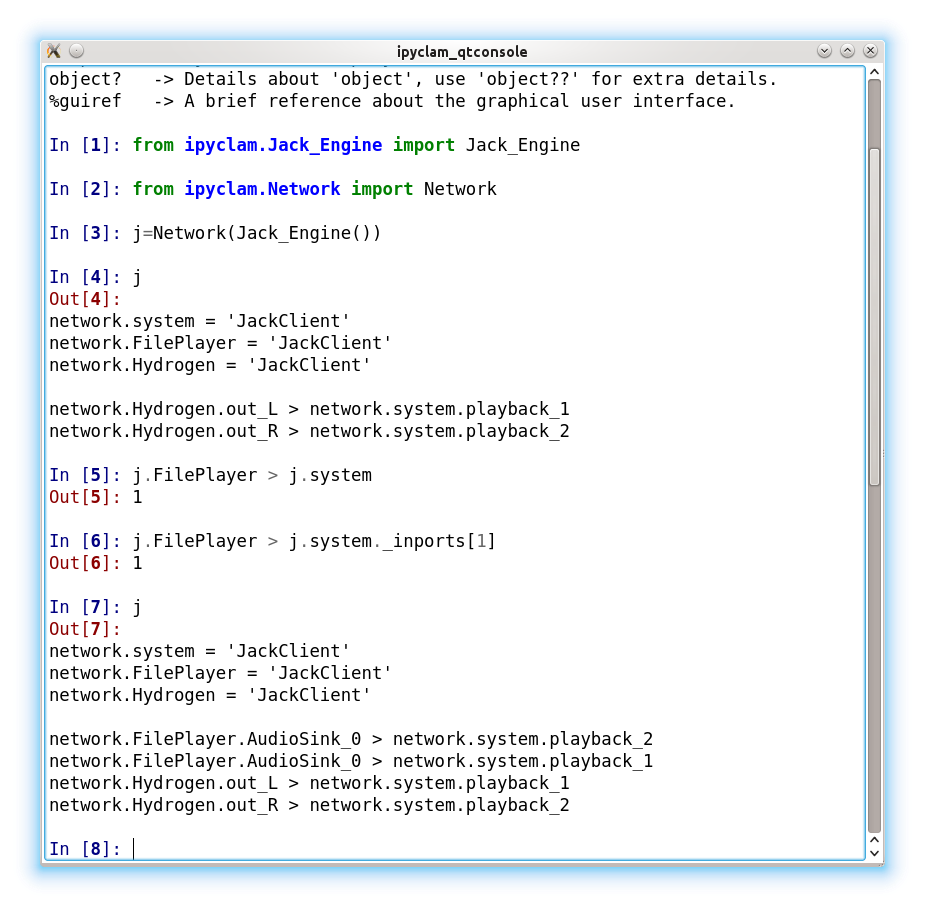 ipyclam_qtconsole
object?   -> Details about 'object', use 'object??' for extra details.
%guiref   -> A brief reference about the graphical user interface.
In [1]: from ipyclam.Jack_Engine import Jack_Engine
In [2]: from ipyclam.Network import Network
In [3]: j=Network(Jack_Engine())
In [4]: j
Out[4]:
network.system = 'JackClient'
network.FilePlayer = 'JackClient'
network.Hydrogen = 'JackClient'
network.Hydrogen.out_L > network.system.playback_1
network.Hydrogen.out_R > network.system.playback_2
In [5]: j.FilePlayer > j.system
Out[5]: 1
In [6]: j.FilePlayer > j.system._inports[1]
Out[6]: 1
In [7]: j
Out[7]:
network.system = 'JackClient'
network.FilePlayer = 'JackClient'
network.Hydrogen = 'JackClient'
network.FilePlayer.AudioSink_0 > network.system.playback_2
network.FilePlayer.AudioSink_0 > network.system.playback_1
network.Hydrogen.out_L > network.system.playback_1
network.Hydrogen.out_R > network.system.playback_2
In [8]: